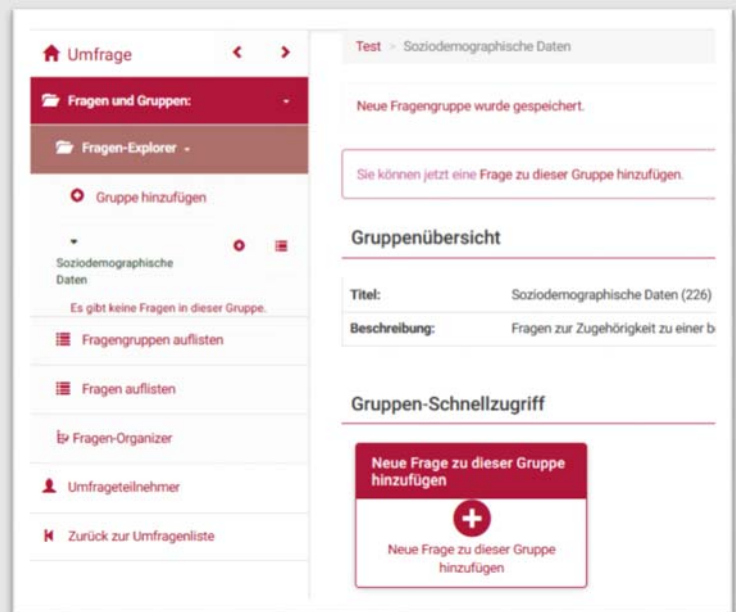 Umfrage
Fragen und Gruppen:
Fragen-Explorer
Gruppe hinzufügen
Soziodemographische
Daten
Es gibt keine Fragen in dieser Gruppe.
Fragengruppen auflisten
Fragen auflisten
Fragen-Organizer
Umfrageteilnehmer
Zurück zur Umfragenliste
Test > Soziodemographische Daten
Neue Fragengruppe wurde gespeichert.
Sie können jetzt eine Frage zu dieser Gruppe hinzufügen.
Gruppenübersicht
Titel: Soziodemographische Daten (226)
Beschreibung: Fragen zur Zugehörigkeit zu einer
Gruppen-Schnellzugriff
Neue Frage zu dieser Gruppe
hinzufügen
Neue Frage zu dieser Gruppe
hinzufügen